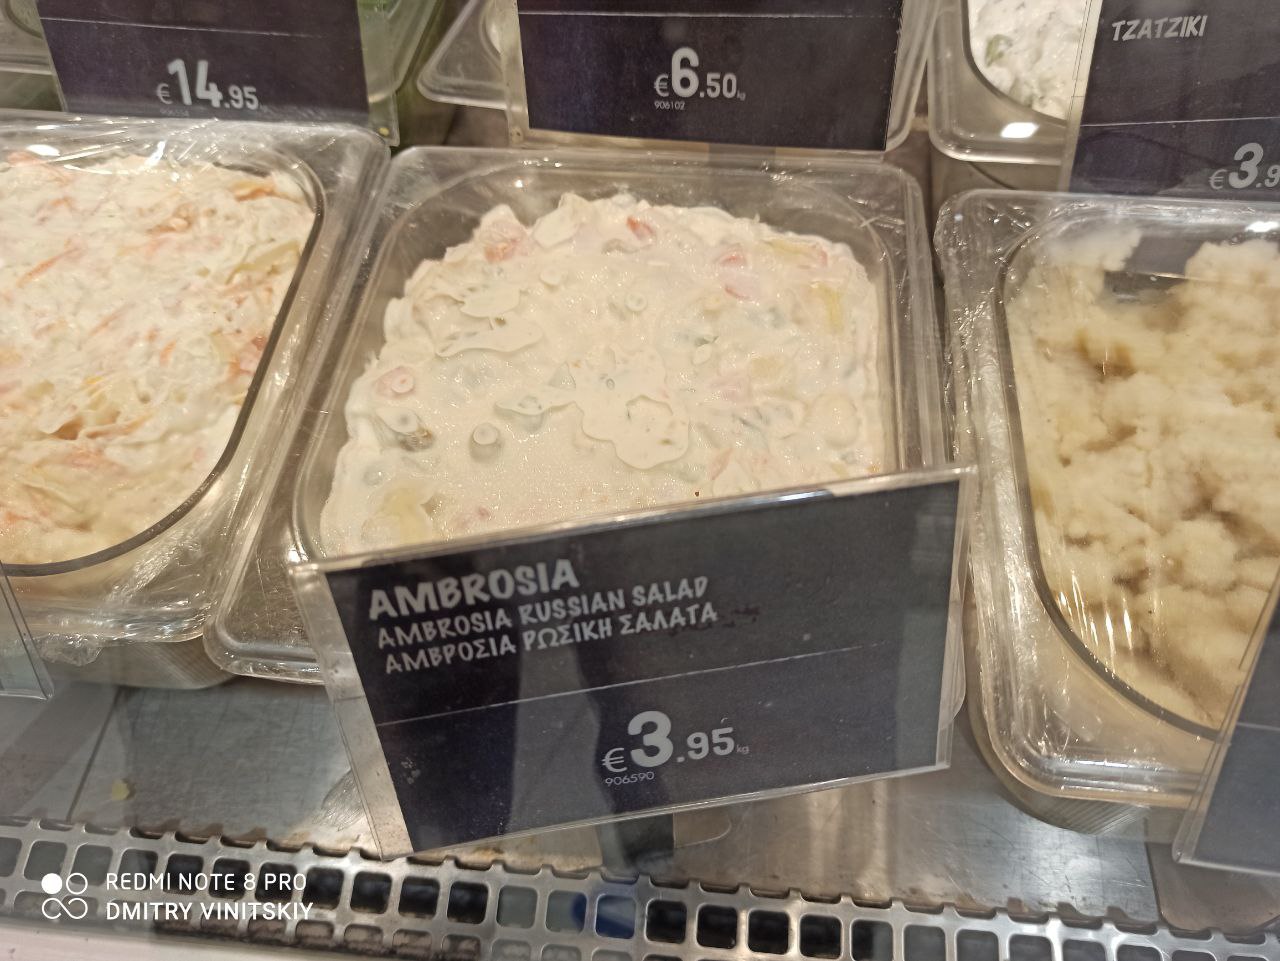 €14.95
€6.50kg
906102
TZATZIKI
€3.9
AMBROSIA
AMBROSIA RUSSIAN SALAD
ΑΜΒΡΟΣΙΑ ΡΩΣΙΚΗ ΣΑΛΑΤΑ
€3.95kg
906590
REDMI NOTE 8 PRO
DMITRY VINITSKIY